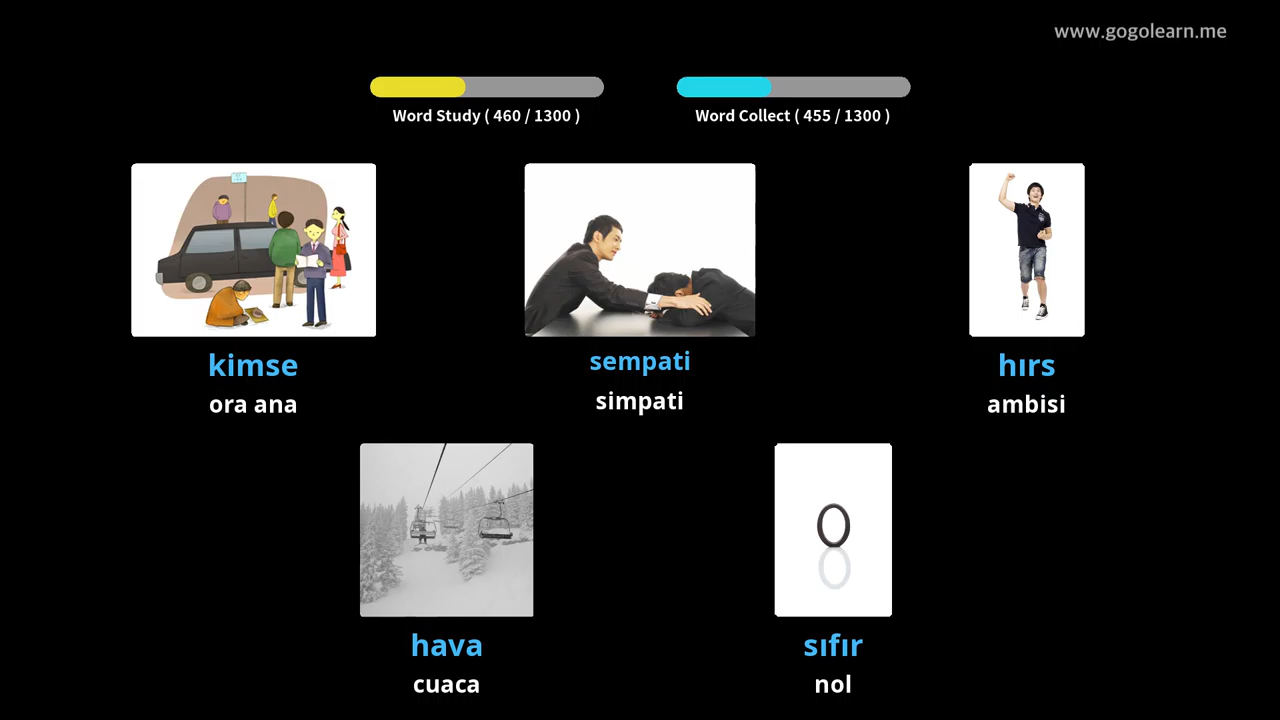 www.gogolearn.me
Word Study ( 460 / 1300 )
Word Collect ( 455 / 1300 )
kimse
ora ana
sempati
simpati
hırs
ambisi
hava
cuaca
sıfır
nol